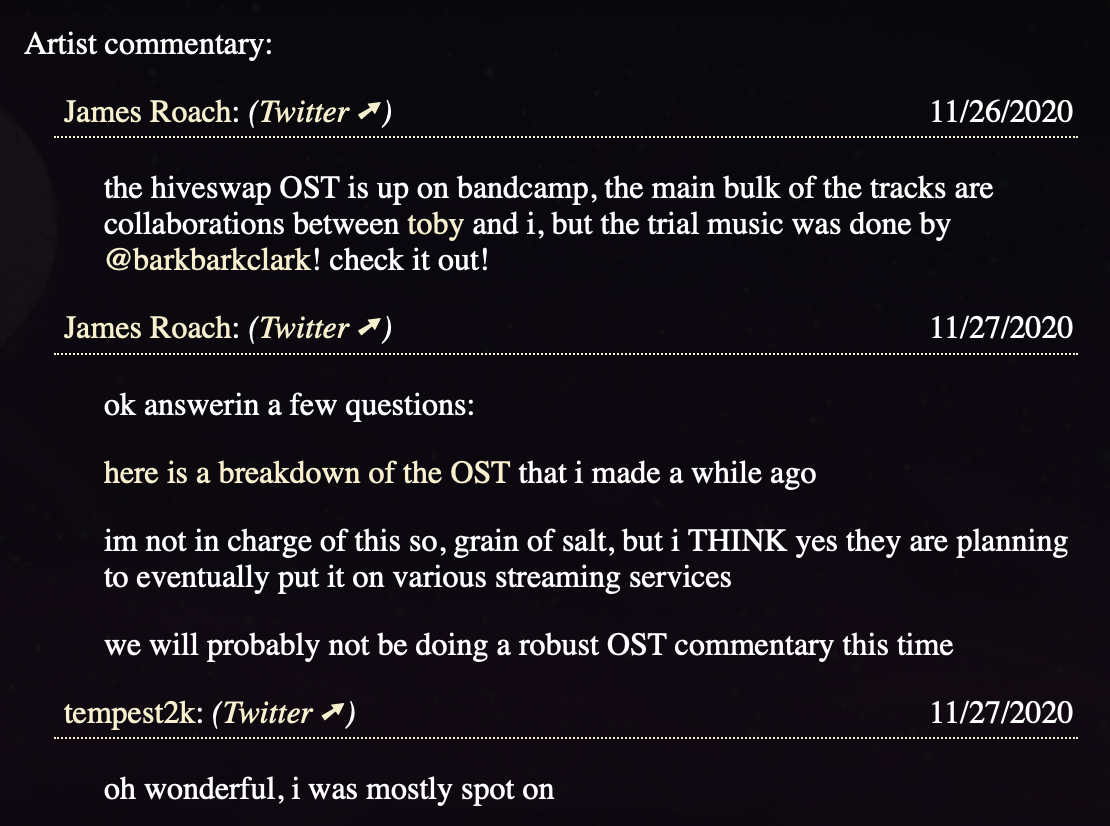 Artist commentary:
James Roach: (Twitter ➚) 11/26/2020
the hiveswap OST is up on bandcamp, the main bulk of the tracks are
collaborations between toby and i, but the trial music was done by
@barkbarkclark! check it out!
James Roach: (Twitter ➚) 11/27/2020
ok answerin a few questions:
here is a breakdown of the OST that i made a while ago
im not in charge of this so, grain of salt, but i THINK yes they are planning
to eventually put it on various streaming services
we will probably not be doing a robust OST commentary this time
tempest2k: (Twitter ➚) 11/27/2020
oh wonderful, i was mostly spot on